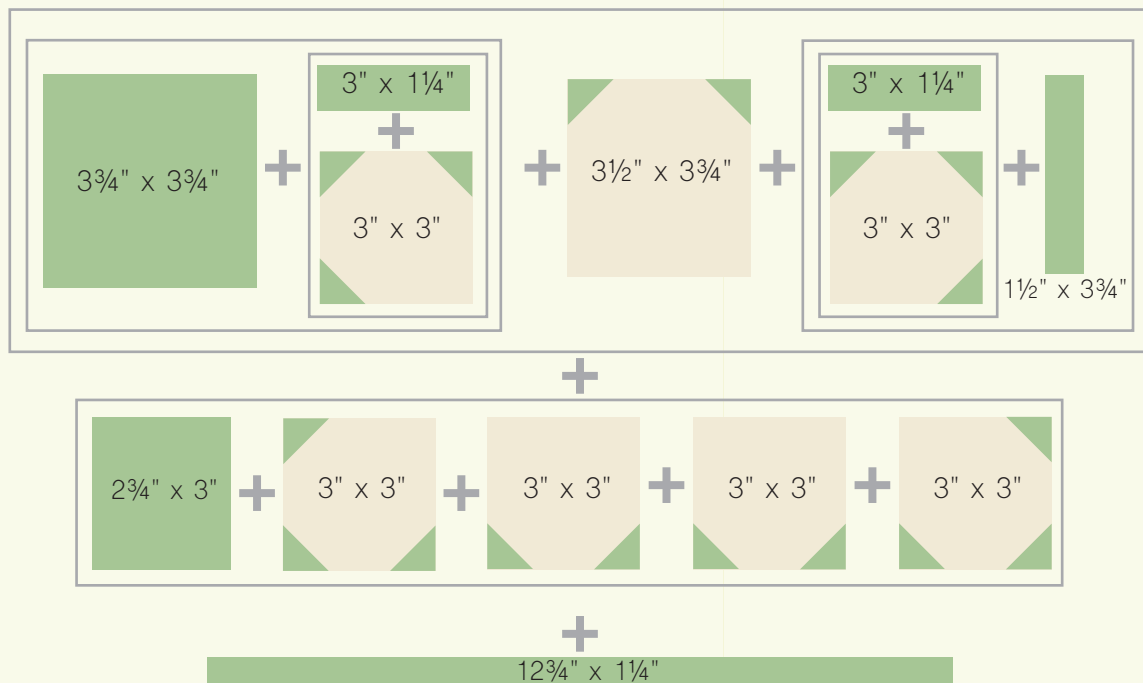 3" x 1¼"
3" x 1¼"
3¾" x 3¾"
3½" x 3¾"
3" x 3"
3" x 3"
1½" x 3¾"
2¾" x 3"
3" x 3"
3" x 3"
3" x 3"
3" x 3"
12¾" x 1¼"